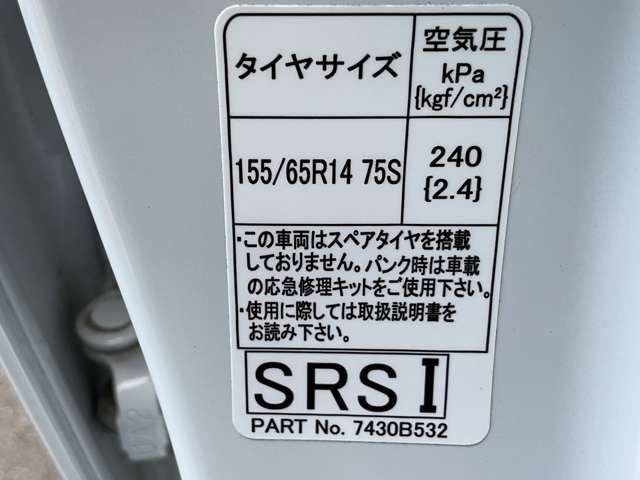 タイヤサイズ
空気圧
kPa
{kgf/cm²}
155/65R14 75S
240
{2.4}
・この車両はスペアタイヤを搭載
しておりません。パンク時は車載
の応急修理キットをご使用下さい。
・使用に際しては取扱説明書を
お読み下さい。
SRS I
PART No. 7430B532